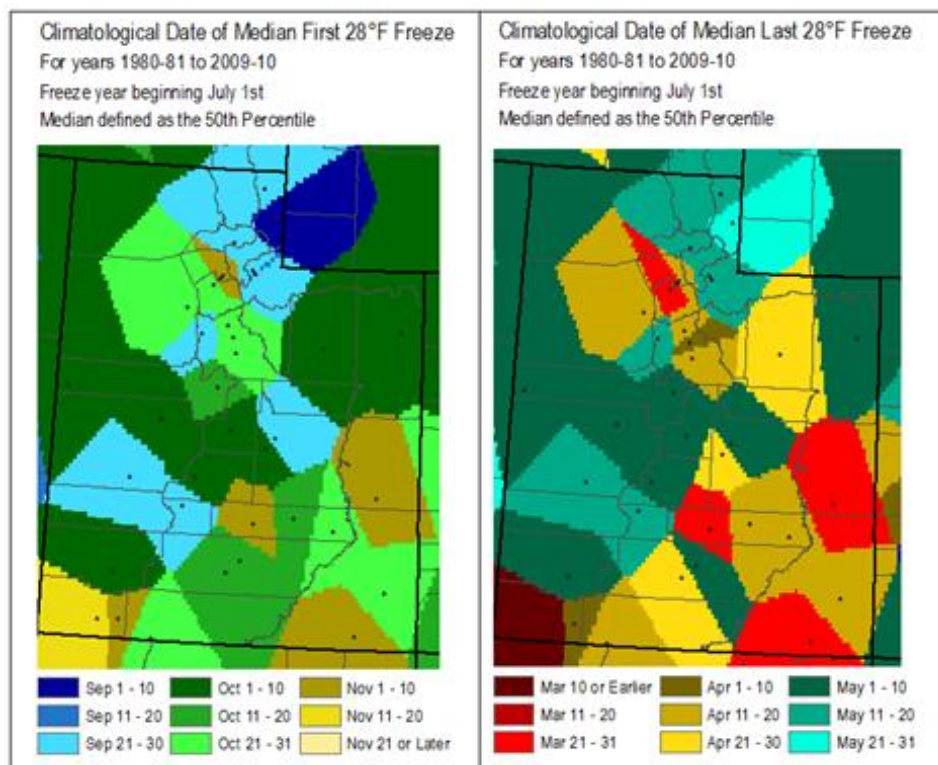 Climatological Date of Median First 28°F Freeze
For years 1980-81 to 2009-10
Freeze year beginning July 1st
Median defined as the 50th Percentile
Sep 1 - 10
Oct 1 - 10
Nov 1 - 10
Sep 11 - 20
Oct 11 - 20
Nov 11 - 20
Sep 21 - 30
Oct 21 - 31
Nov 21 or Later
Climatological Date of Median Last 28°F Freeze
For years 1980-81 to 2009-10
Freeze year beginning July 1st
Median defined as the 50th Percentile
Mar 10 or Earlier
Apr 1 - 10
May 1 - 10
Mar 11 - 20
Apr 11 - 20
May 11 - 20
Mar 21 - 31
Apr 21 - 30
May 21 - 31